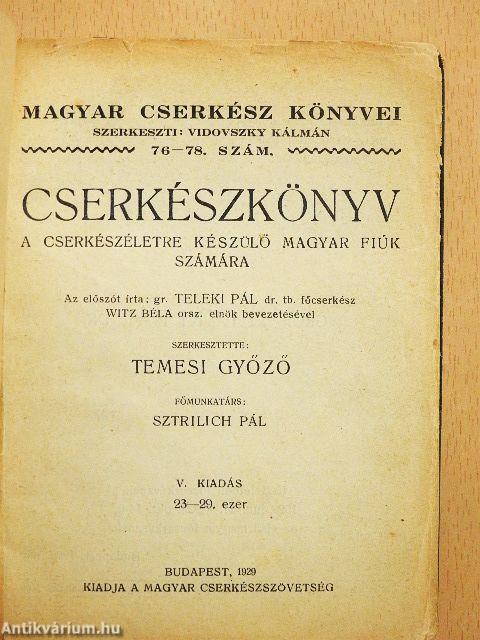 MAGYAR CSERKÉSZ KÖNYVEI
SZERKESZTI: VIDOVSZKY KÁLMÁN
76—78. SZÁM.
CSERKÉSZKÖNYV
A CSERKÉSZÉLETRE KÉSZÜLŐ MAGYAR FIÚK
SZÁMÁRA
Az előszót írta: gr. TELEKI PÁL dr. tb. főcserkész
WITZ BÉLA orsz. elnök bevezetésével
SZERKESZTETTE:
TEMESI GYŐZŐ
FŐMUNKATÁRS:
SZTRILICH PÁL
V. KIADÁS
23—29. ezer
BUDAPEST, 1929
KIADJA A MAGYAR CSERKÉSZSZÖVETSÉG
Antikvárium.hu